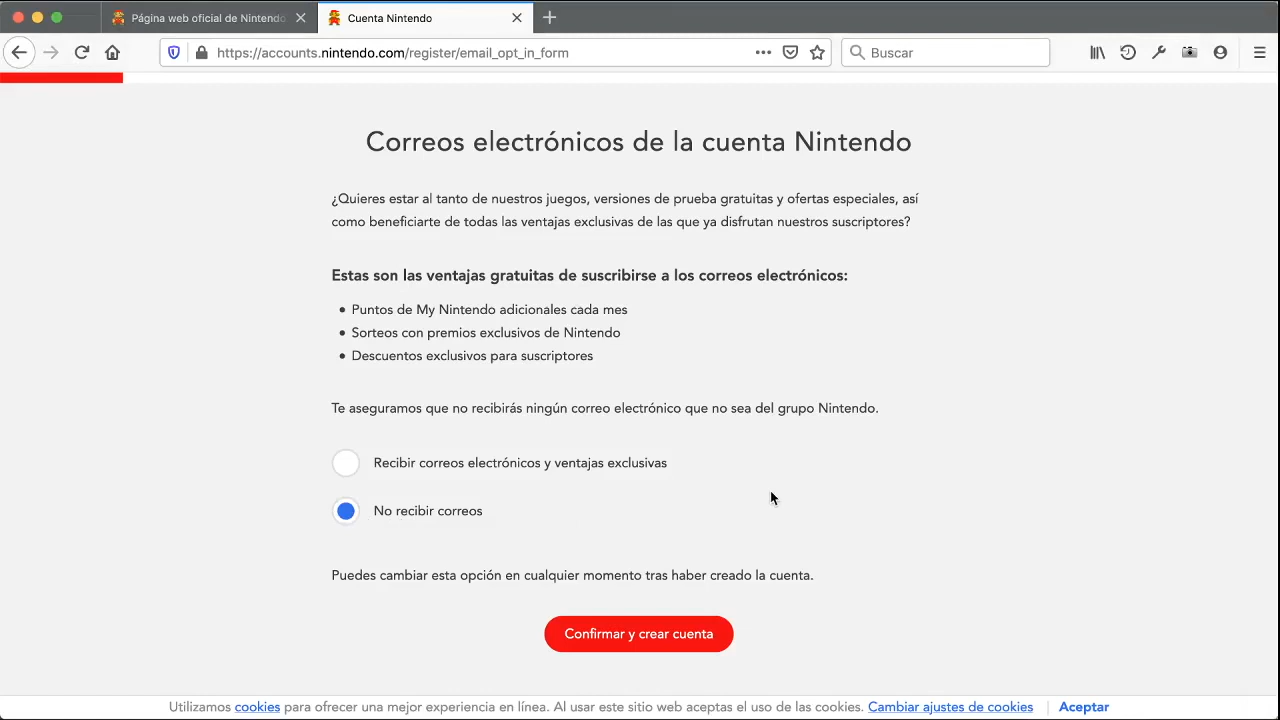 Página web oficial de Nintendo
Cuenta Nintendo
https://accounts.nintendo.com/register/email_opt_in_form
Buscar
Correos electrónicos de la cuenta Nintendo
¿Quieres estar al tanto de nuestros juegos, versiones de prueba gratuitas y ofertas especiales, así
como beneficiarte de todas las ventajas exclusivas de las que ya disfrutan nuestros suscriptores?
Estas son las ventajas gratuitas de suscribirse a los correos electrónicos:
• Puntos de My Nintendo adicionales cada mes
• Sorteos con premios exclusivos de Nintendo
• Descuentos exclusivos para suscriptores
Te aseguramos que no recibirás ningún correo electrónico que no sea del grupo Nintendo.
Recibir correos electrónicos y ventajas exclusivas
No recibir correos
Puedes cambiar esta opción en cualquier momento tras haber creado la cuenta.
Confirmar y crear cuenta
Utilizamos cookies para ofrecer una mejor experiencia en línea. Al usar este sitio web aceptas el uso de las cookies. Cambiar ajustes de cookies Aceptar